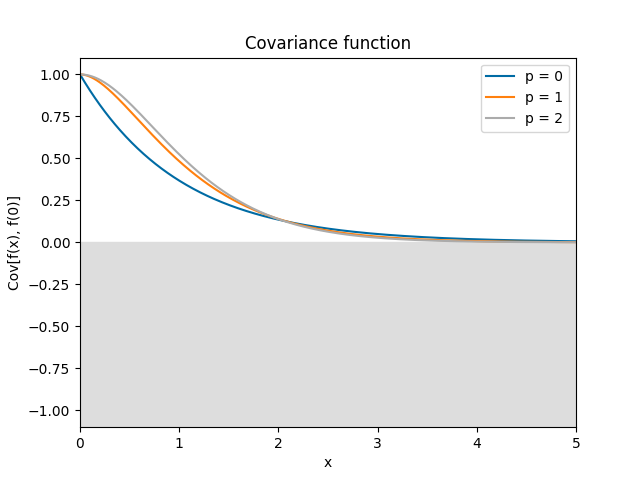 Covariance function
p = 0
p = 1
p = 2
Cov[f(x), f(0)]
1.00
0.75
0.50
0.25
0.00
−0.25
−0.50
−0.75
−1.00
0 1 2 3 4 5
x